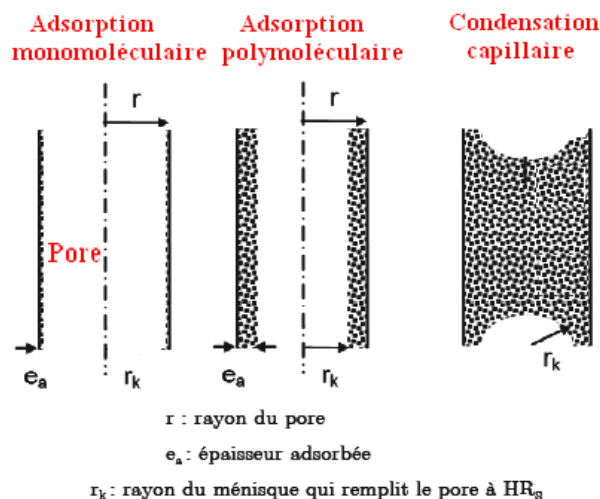 Adsorption
monomoléculaire
Adsorption
polymoléculaire
Condensation
capillaire
r
r
Pore
e_a
r_k
e_a
r_k
r_k
r : rayon du pore
e_a : épaisseur adsorbée
r_k : rayon du ménisque qui remplit le pore à HR_s